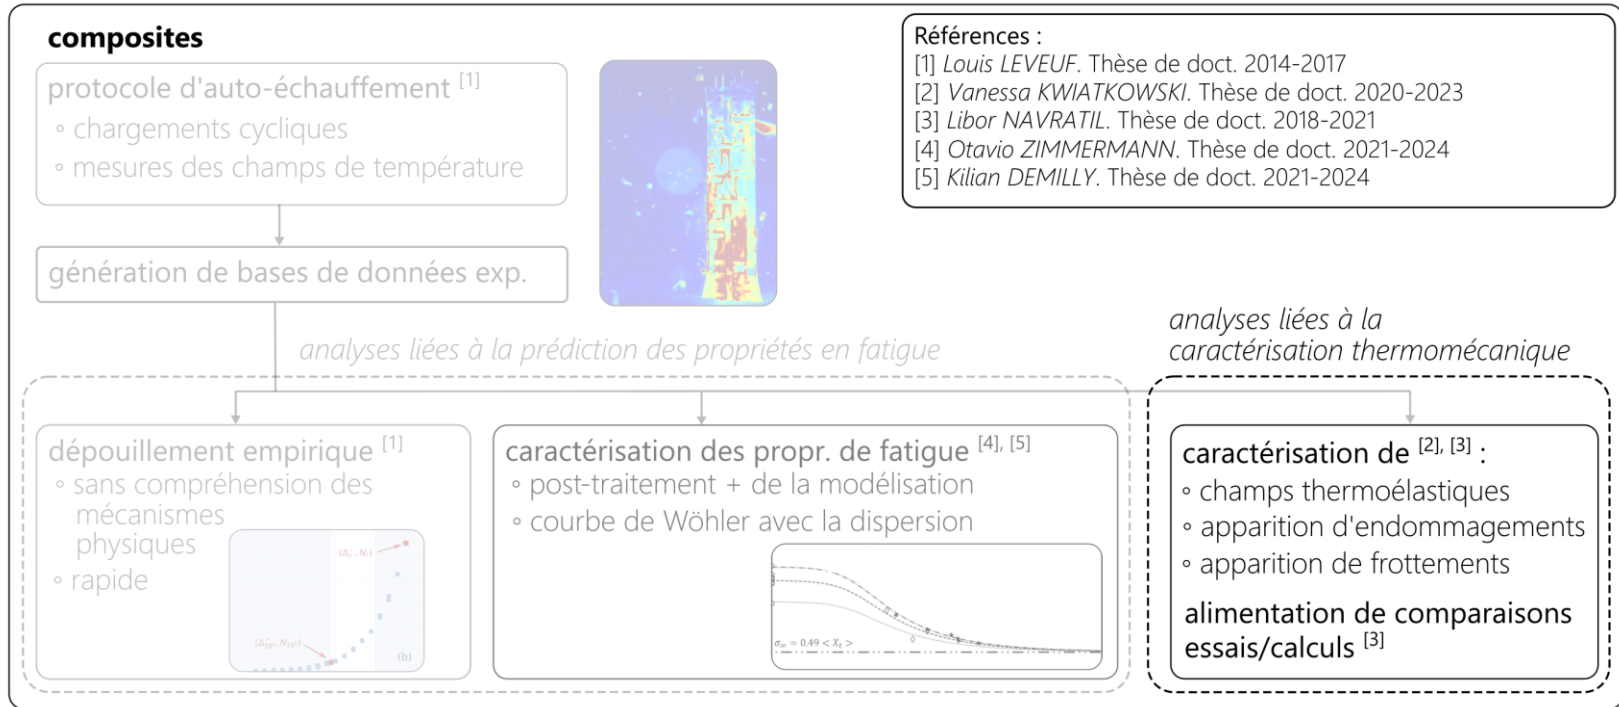 composites
protocole d'auto-échauffement [1]
◦ chargements cycliques
◦ mesures des champs de température
Références :
[1] Louis LEVEUF. Thèse de doct. 2014-2017
[2] Vanessa KWIATKOWSKI. Thèse de doct. 2020-2023
[3] Libor NAVRATIL. Thèse de doct. 2018-2021
[4] Otavio ZIMMERMANN. Thèse de doct. 2021-2024
[5] Kilian DEMILLY. Thèse de doct. 2021-2024
génération de bases de données exp.
analyses liées à la prédiction des propriétés en fatigue
analyses liées à la
caractérisation thermomécanique
dépouillement empirique [1]
◦ sans compréhension des
mécanismes
physiques
◦ rapide
(b)
caractérisation des propr. de fatigue [4], [5]
◦ post-traitement + de la modélisation
◦ courbe de Wöhler avec la dispersion
σ∞ = 0.49 < Xt >
caractérisation de [2], [3] :
◦ champs thermoélastiques
◦ apparition d'endommagements
◦ apparition de frottements
alimentation de comparaisons
essais/calculs [3]